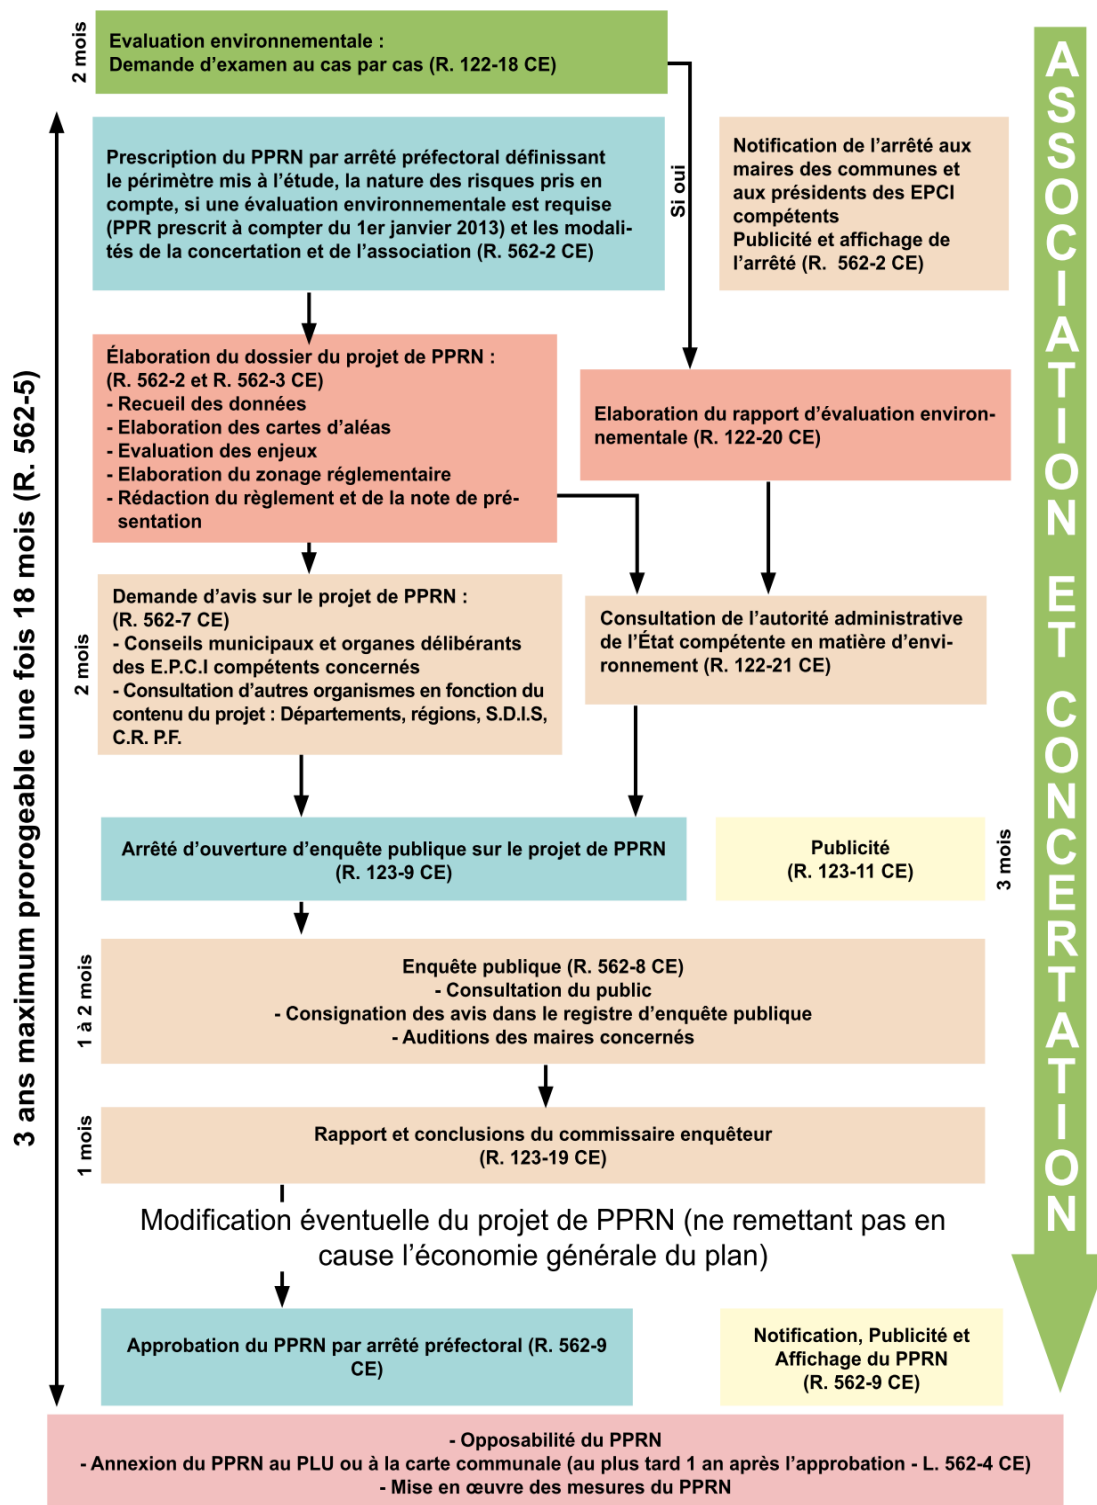 2 mois
Evaluation environnementale :
Demande d'examen au cas par cas (R. 122-18 CE)
3 ans maximum prorogeable une fois 18 mois (R. 562-5)
Prescription du PPRN par arrêté préfectoral définissant
le périmètre mis à l'étude, la nature des risques pris en
compte, si une évaluation environnementale est requise
(PPR prescrit à compter du 1er janvier 2013) et les modali-
tés de la concertation et de l'association (R. 562-2 CE)
Si oui
Notification de l'arrêté aux
maires des communes et
aux présidents des EPCI
compétents
Publicité et affichage de
l'arrêté (R. 562-2 CE)
Élaboration du dossier du projet de PPRN :
(R. 562-2 et R. 562-3 CE)
- Recueil des données
- Elaboration des cartes d'aléas
- Evaluation des enjeux
- Elaboration du zonage réglementaire
- Rédaction du règlement et de la note de pré-
sentation
Elaboration du rapport d'évaluation environ-
nementale (R. 122-20 CE)
2 mois
Demande d'avis sur le projet de PPRN :
(R. 562-7 CE)
- Conseils municipaux et organes délibérants
des E.P.C.I compétents concernés
- Consultation d'autres organismes en fonction du
contenu du projet : Départements, régions, S.D.I.S,
C.R. P.F.
Consultation de l'autorité administrative
de l'État compétente en matière d'envi-
ronnement (R. 122-21 CE)
Arrêté d'ouverture d'enquête publique sur le projet de PPRN
(R. 123-9 CE)
Publicité
(R. 123-11 CE)
3 mois
1 à 2 mois
Enquête publique (R. 562-8 CE)
- Consultation du public
- Consignation des avis dans le registre d'enquête publique
- Auditions des maires concernés
1 mois
Rapport et conclusions du commissaire enquêteur
(R. 123-19 CE)
Modification éventuelle du projet de PPRN (ne remettant pas en
cause l'économie générale du plan)
Approbation du PPRN par arrêté préfectoral (R. 562-9
CE)
Notification, Publicité et
Affichage du PPRN
(R. 562-9 CE)
- Opposabilité du PPRN
- Annexion du PPRN au PLU ou à la carte communale (au plus tard 1 an après l'approbation - L. 562-4 CE)
- Mise en œuvre des mesures du PPRN
ASSOCIATION ET CONCERTATION